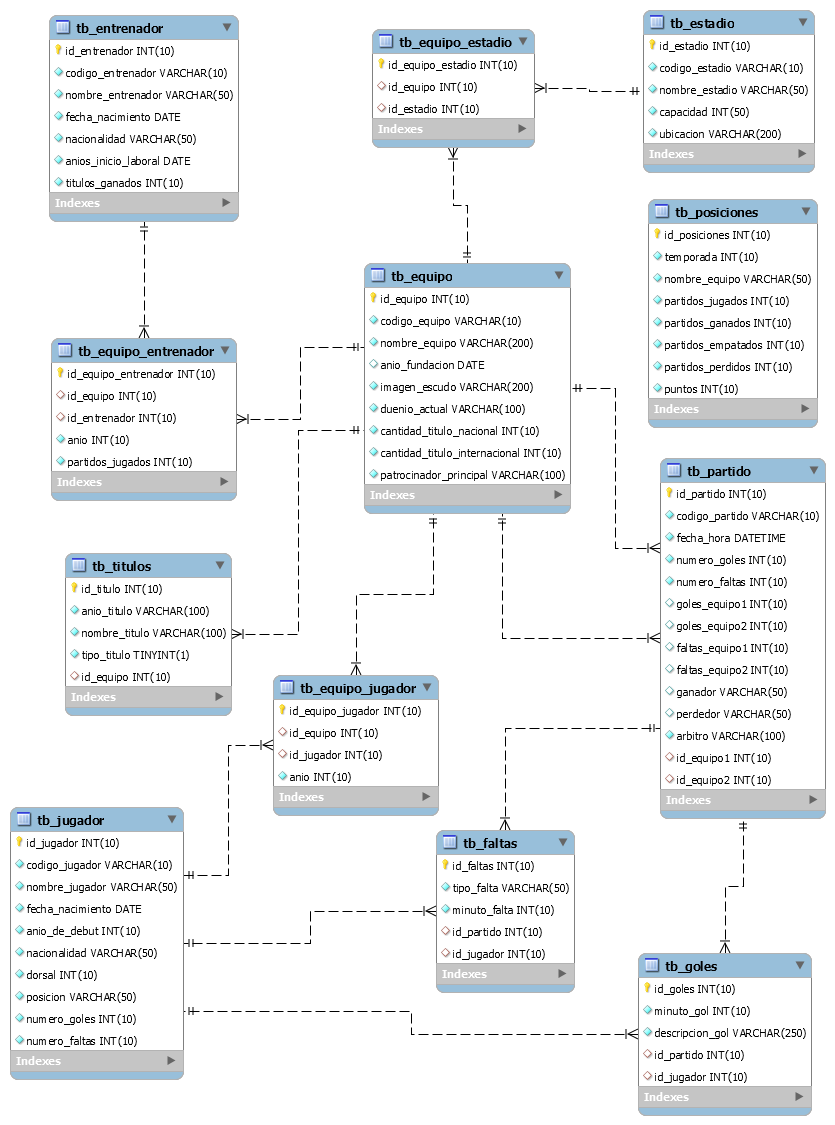 tb_entrenador
id_entrenador INT(10)
codigo_entrenador VARCHAR(10)
nombre_entrenador VARCHAR(50)
fecha_nacimiento DATE
nacionalidad VARCHAR(50)
anios_inicio_laboral DATE
titulos_ganados INT(10)
Indexes
tb_equipo_estadio
id_equipo_estadio INT(10)
id_equipo INT(10)
id_estadio INT(10)
Indexes
tb_estadio
id_estadio INT(10)
codigo_estadio VARCHAR(10)
nombre_estadio VARCHAR(50)
capacidad INT(50)
ubicacion VARCHAR(200)
Indexes
tb_posiciones
id_posiciones INT(10)
temporada INT(10)
nombre_equipo VARCHAR(50)
partidos_jugados INT(10)
partidos_ganados INT(10)
partidos_empatados INT(10)
partidos_perdidos INT(10)
puntos INT(10)
Indexes
tb_equipo
id_equipo INT(10)
codigo_equipo VARCHAR(10)
nombre_equipo VARCHAR(200)
anio_fundacion DATE
imagen_escudo VARCHAR(200)
duenio_actual VARCHAR(100)
cantidad_titulo_nacional INT(10)
cantidad_titulo_internacional INT(10)
patrocinador_principal VARCHAR(100)
Indexes
tb_equipo_entrenador
id_equipo_entrenador INT(10)
id_equipo INT(10)
id_entrenador INT(10)
anio INT(10)
partidos_jugados INT(10)
Indexes
tb_partido
id_partido INT(10)
codigo_partido VARCHAR(10)
fecha_hora DATETIME
numero_goles INT(10)
numero_faltas INT(10)
goles_equipo1 INT(10)
goles_equipo2 INT(10)
faltas_equipo1 INT(10)
faltas_equipo2 INT(10)
ganador VARCHAR(50)
perdedor VARCHAR(50)
arbitro VARCHAR(100)
id_equipo1 INT(10)
id_equipo2 INT(10)
Indexes
tb_titulos
id_titulo INT(10)
anio_titulo VARCHAR(100)
nombre_titulo VARCHAR(100)
tipo_titulo TINYINT(1)
id_equipo INT(10)
Indexes
tb_equipo_jugador
id_equipo_jugador INT(10)
id_equipo INT(10)
id_jugador INT(10)
anio INT(10)
Indexes
tb_jugador
id_jugador INT(10)
codigo_jugador VARCHAR(10)
nombre_jugador VARCHAR(50)
fecha_nacimiento DATE
anio_de_debut INT(10)
nacionalidad VARCHAR(50)
dorsal INT(10)
posicion VARCHAR(50)
numero_goles INT(10)
numero_faltas INT(10)
Indexes
tb_faltas
id_faltas INT(10)
tipo_falta VARCHAR(50)
minuto_falta INT(10)
id_partido INT(10)
id_jugador INT(10)
Indexes
tb_goles
id_goles INT(10)
minuto_gol INT(10)
descripcion_gol VARCHAR(250)
id_partido INT(10)
id_jugador INT(10)
Indexes